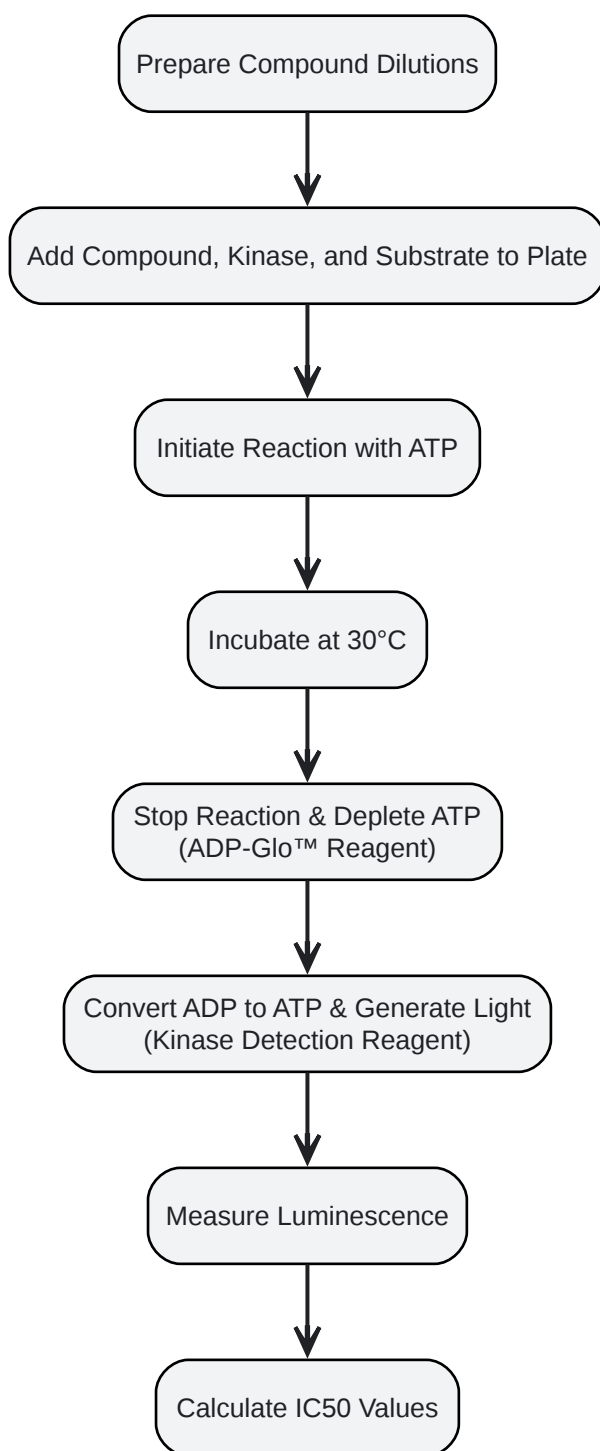 Prepare Compound Dilutions
Add Compound, Kinase, and Substrate to Plate
Initiate Reaction with ATP
Incubate at 30°C
Stop Reaction & Deplete ATP
(ADP-Glo™ Reagent)
Convert ADP to ATP & Generate Light
(Kinase Detection Reagent)
Measure Luminescence
Calculate IC50 Values